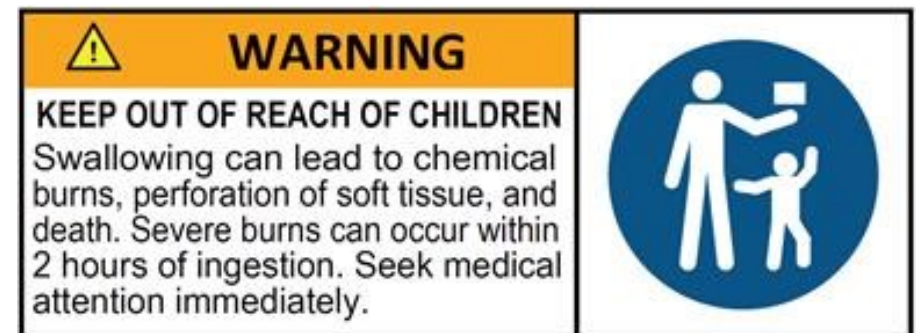 WARNING
KEEP OUT OF REACH OF CHILDREN
Swallowing can lead to chemical
burns, perforation of soft tissue, and
death. Severe burns can occur within
2 hours of ingestion. Seek medical
attention immediately.